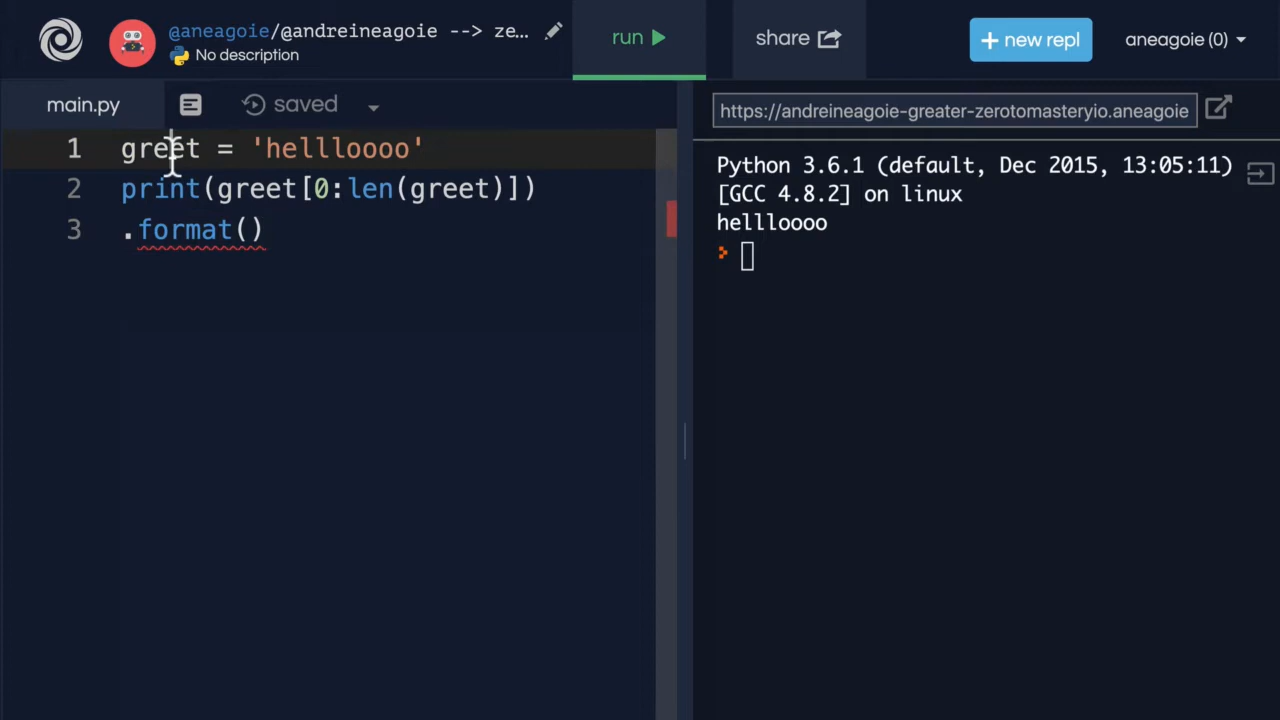 @aneagoie/@andreineagoie --> ze...
No description
run
share
+ new repl
aneagoie (0)
main.py
saved
https://andreineagoie-greater-zerotomasteryio.aneagoie
1 greet = 'hellloooo'
2 print(greet[0:len(greet)])
3 .format()
Python 3.6.1 (default, Dec 2015, 13:05:11)
[GCC 4.8.2] on linux
hellloooo
>